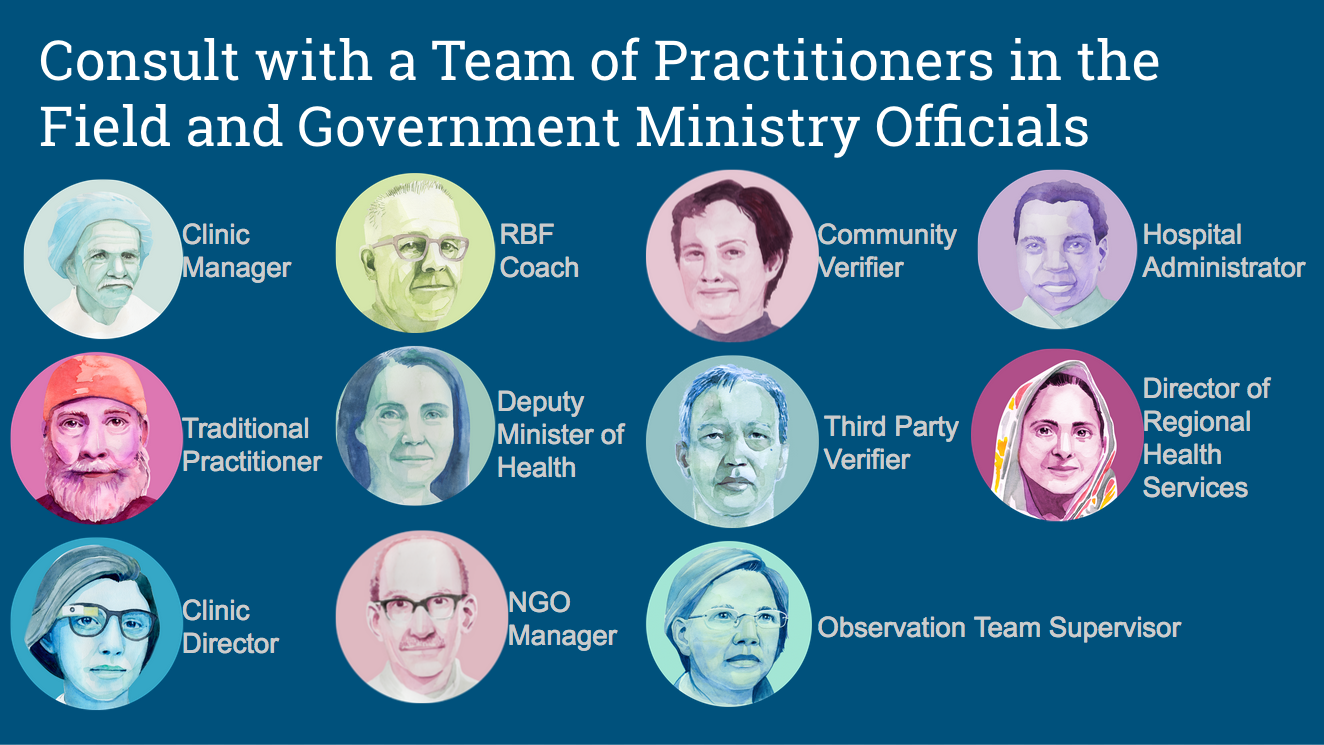 Consult with a Team of Practitioners in the
Field and Government Ministry Officials
Clinic
Manager
RBF
Coach
Community
Verifier
Hospital
Administrator
Traditional
Practitioner
Deputy
Minister of
Health
Third Party
Verifier
Director of
Regional
Health
Services
Clinic
Director
NGO
Manager
Observation Team Supervisor